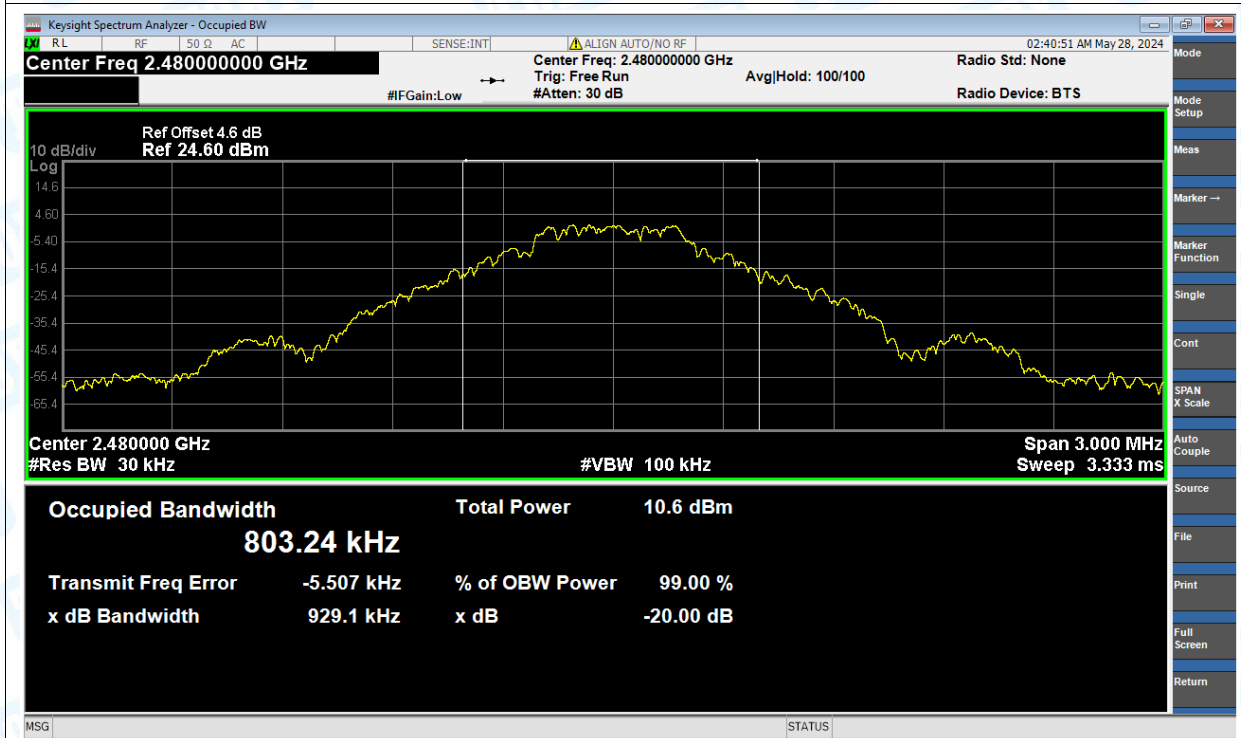 Keysight Spectrum Analyzer - Occupied BW
LXI RL RF 50 Ω AC SENSE:INT ALIGN AUTO/NO RF 02:40:51 AM May 28, 2024
Center Freq 2.480000000 GHz Center Freq: 2.480000000 GHz Radio Std: None
Trig: Free Run Avg|Hold: 100/100
#IFGain:Low #Atten: 30 dB Radio Device: BTS
Ref Offset 4.6 dB
10 dB/div Ref 24.60 dBm
Log
14.6
4.60
-5.40
-15.4
-25.4
-35.4
-45.4
-55.4
-65.4
Center 2.480000 GHz Span 3.000 MHz
#Res BW 30 kHz #VBW 100 kHz Sweep 3.333 ms
Occupied Bandwidth Total Power 10.6 dBm
803.24 kHz
Transmit Freq Error -5.507 kHz % of OBW Power 99.00 %
x dB Bandwidth 929.1 kHz x dB -20.00 dB
MSG STATUS
Mode
Mode
Setup
Meas
Marker →
Marker
Function
Single
Cont
SPAN
X Scale
Auto
Couple
Source
File
Print
Full
Screen
Return